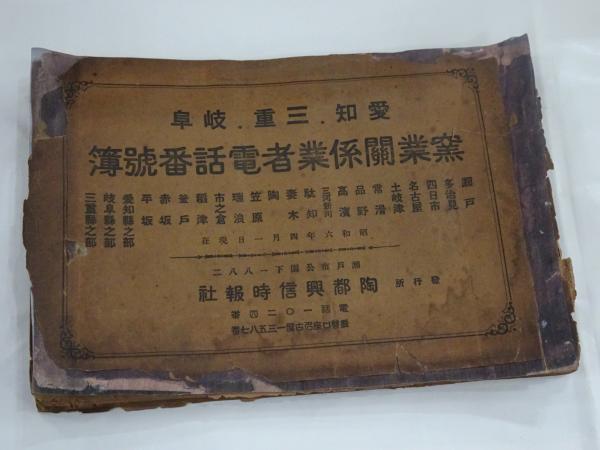 愛知.三重.岐阜
窯業關係業者電話番號簿
瀨戸
多治見
四日市
名古屋
土岐津
常滑
品野
高濱
三河新川
駄知
妻木
陶
笠原
瑞浪
市之倉
稻津
釜戸
赤坂
平坂
愛知縣之部
岐阜縣之部
三重縣之部
昭和六年四月一日現在
瀨戸市公園下一八八二
發行所 陶都興信時報社
電話一〇二四番
振替口座名古屋一三五八七番